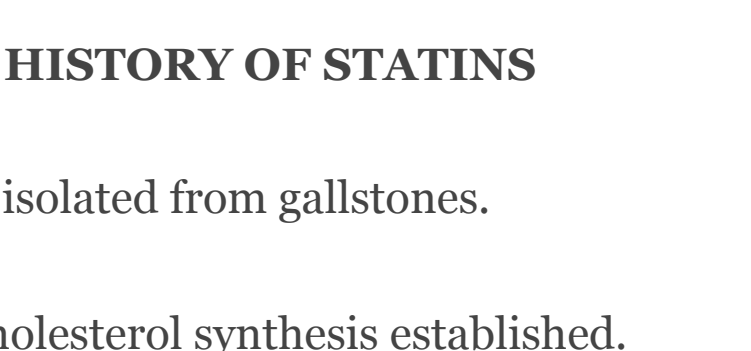 HISTORY OF STATINS
isolated from gallstones.
holesterol synthesis established.